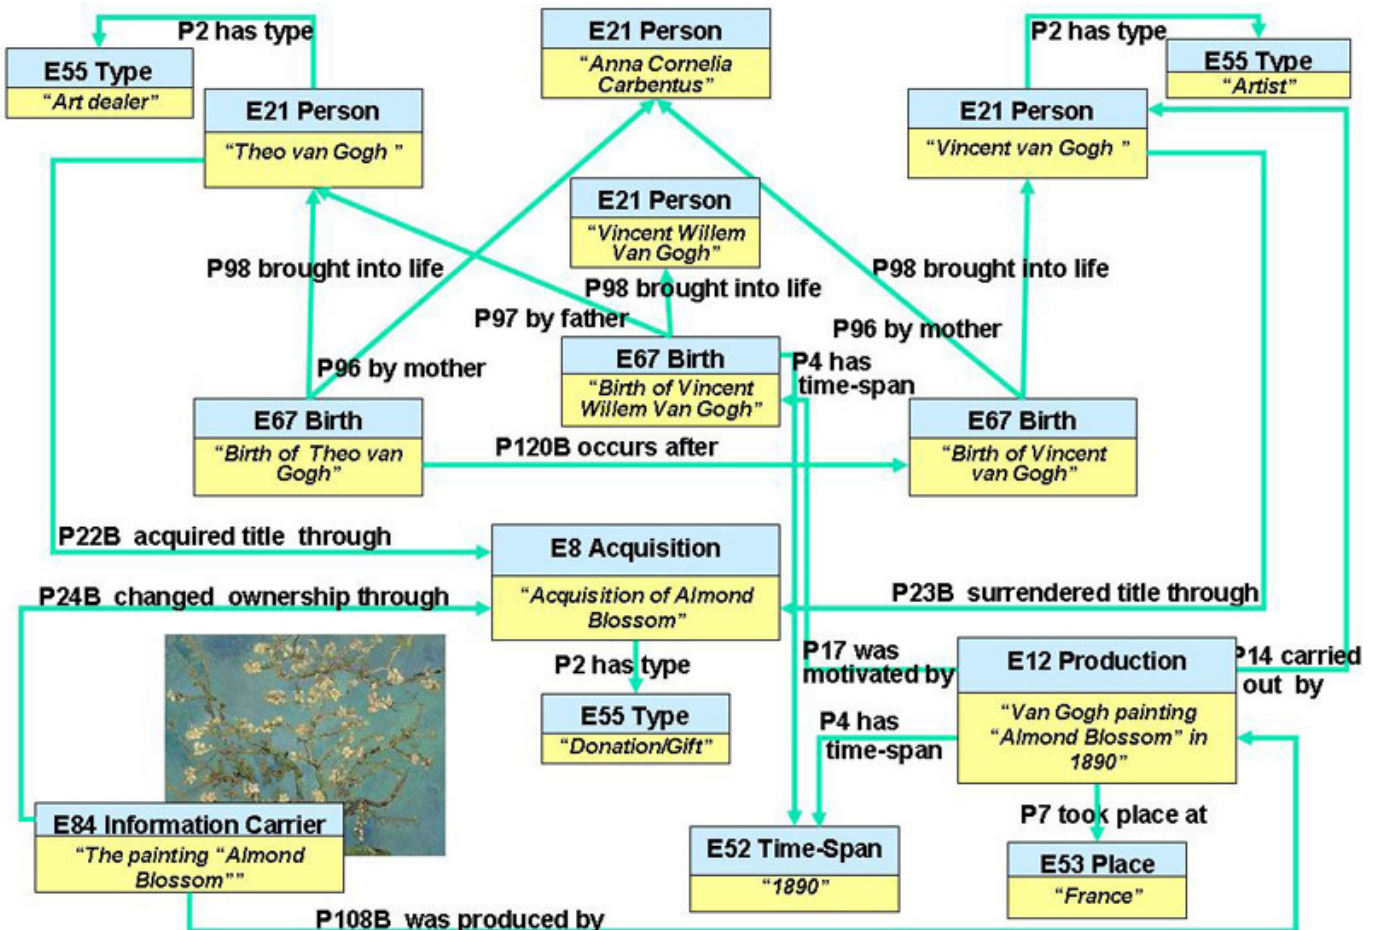 P2 has type
E55 Type
“Art dealer”
E21 Person
“Theo van Gogh ”
E21 Person
“Anna Cornelia
Carbentus”
P2 has type
E55 Type
“Artist”
E21 Person
“Vincent van Gogh ”
E21 Person
“Vincent Willem
Van Gogh”
P98 brought into life
P98 brought into life
P98 brought into life
P97 by father
P96 by mother
P96 by mother
E67 Birth
“Birth of Vincent
Willem Van Gogh”
P4 has
time-span
E67 Birth
“Birth of  Theo van
Gogh”
P120B occurs after
E67 Birth
“Birth of Vincent
van Gogh”
P22B  acquired title  through
E8 Acquisition
“Acquisition of Almond
Blossom”
P24B  changed  ownership through
P23B  surrendered title through
P2 has type
E55 Type
“Donation/Gift”
P17 was
motivated by
E12 Production
“Van Gogh painting
“Almond Blossom” in
1890”
P14 carried
out  by
P4 has
time-span
P7 took place at
E53 Place
“France”
E52 Time-Span
“1890”
E84 Information Carrier
“The painting “Almond
Blossom””
P108B  was produced by